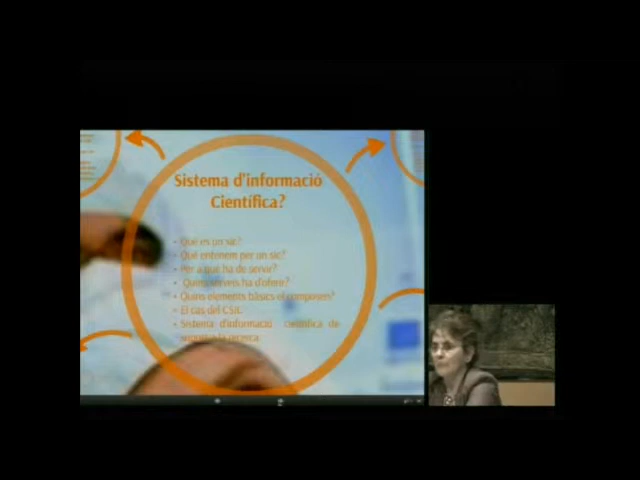 Sistema d'informació
Científica?
• Què és un sic?
• Què entenem per un sic?
• Per a què ha de servir?
• Quins serveis ha d'oferir?
• Quins elements bàsics el composen?
• El cas del CSIC
• Sistema d'informació científica de